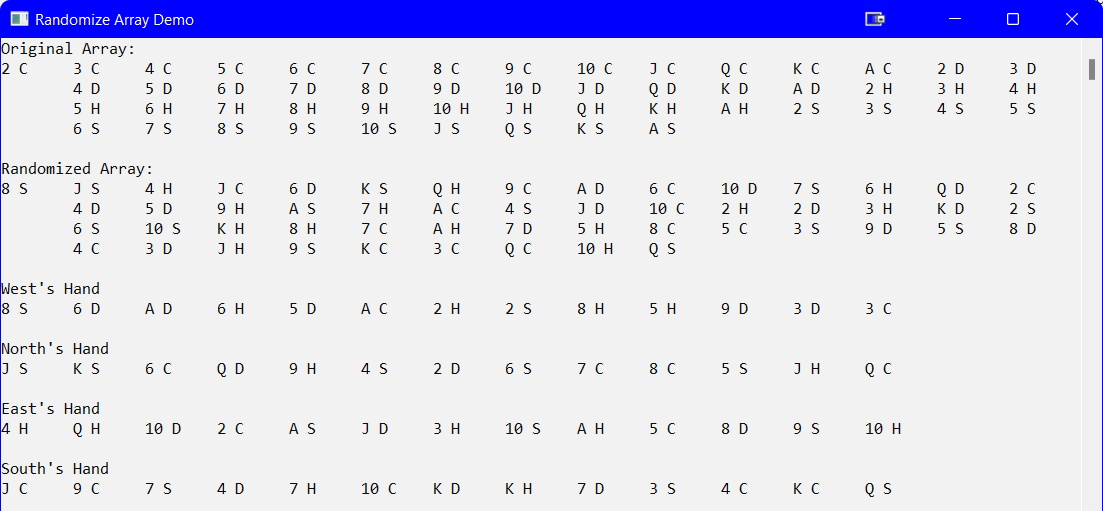 Randomize Array Demo
Original Array:
2 C 3 C 4 C 5 C 6 C 7 C 8 C 9 C 10 C J C Q C K C A C 2 D 3 D
4 D 5 D 6 D 7 D 8 D 9 D 10 D J D Q D K D A D 2 H 3 H 4 H
5 H 6 H 7 H 8 H 9 H 10 H J H Q H K H A H 2 S 3 S 4 S 5 S
6 S 7 S 8 S 9 S 10 S J S Q S K S A S
Randomized Array:
8 S J S 4 H J C 6 D K S Q H 9 C A D 6 C 10 D 7 S 6 H Q D 2 C
4 D 5 D 9 H A S 7 H A C 4 S J D 10 C 2 H 2 D 3 H K D 2 S
6 S 10 S K H 8 H 7 C A H 7 D 5 H 8 C 5 C 3 S 9 D 5 S 8 D
4 C 3 D J H 9 S K C 3 C Q C 10 H Q S
West's Hand
8 S 6 D A D 6 H 5 D A C 2 H 2 S 8 H 5 H 9 D 3 D 3 C
North's Hand
J S K S 6 C Q D 9 H 4 S 2 D 6 S 7 C 8 C 5 S J H Q C
East's Hand
4 H Q H 10 D 2 C A S J D 3 H 10 S A H 5 C 8 D 9 S 10 H
South's Hand
J C 9 C 7 S 4 D 7 H 10 C K D K H 7 D 3 S 4 C K C Q S